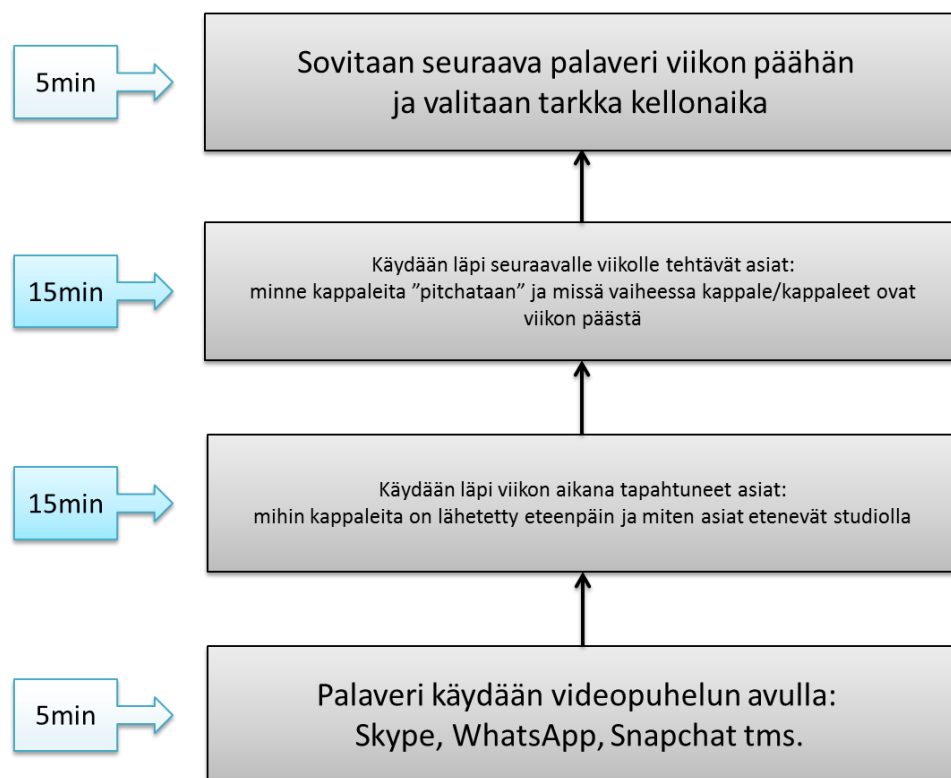 5min
Sovitaan seuraava palaveri viikon päähän
ja valitaan tarkka kellonaika
15min
Käydään läpi seuraavalle viikolle tehtävät asiat:
minne kappaleita ”pitchataan” ja missä vaiheessa kappale/kappaleet ovat
viikon päästä
15min
Käydään läpi viikon aikana tapahtuneet asiat:
mihin kappaleita on lähetetty eteenpäin ja miten asiat etenevät studiolla
5min
Palaveri käydään videopuhelun avulla:
Skype, WhatsApp, Snapchat tms.